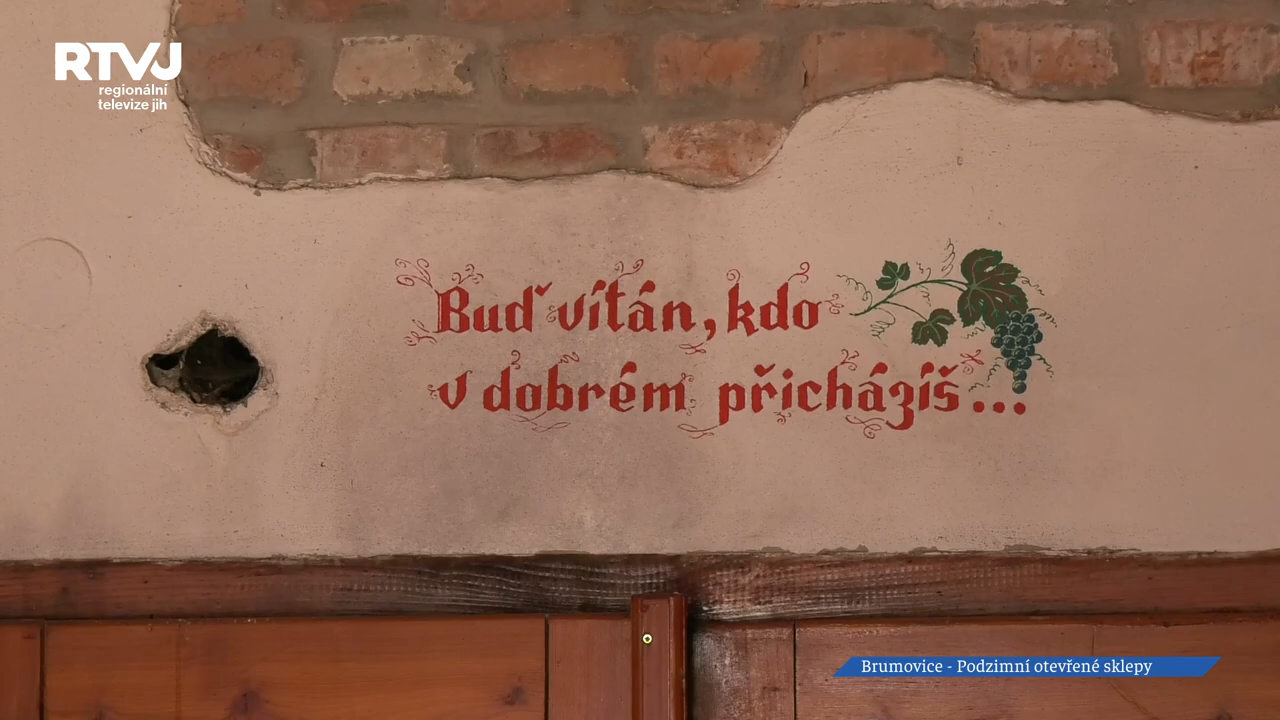 RTVJ
regionální
televize jih
Buď vítán, kdo
v dobrém přicházíš...
Brumovice - Podzimní otevřené sklepy